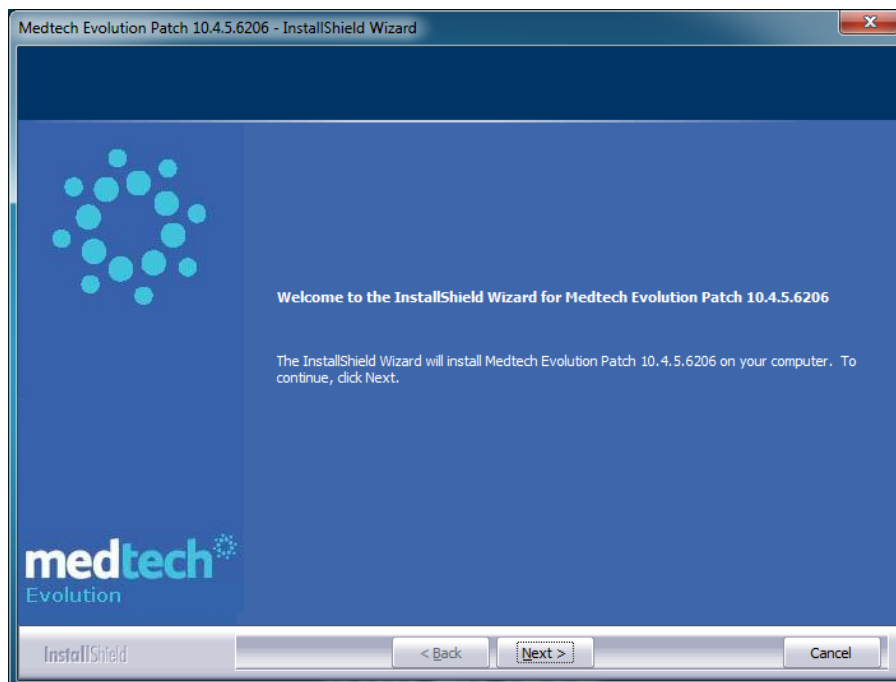 Medtech Evolution Patch 10.4.5.6206 - InstallShield Wizard
Welcome to the InstallShield Wizard for Medtech Evolution Patch 10.4.5.6206
The InstallShield Wizard will install Medtech Evolution Patch 10.4.5.6206 on your computer. To
continue, click Next.
medtech
Evolution
InstallShield
< Back
Next >
Cancel